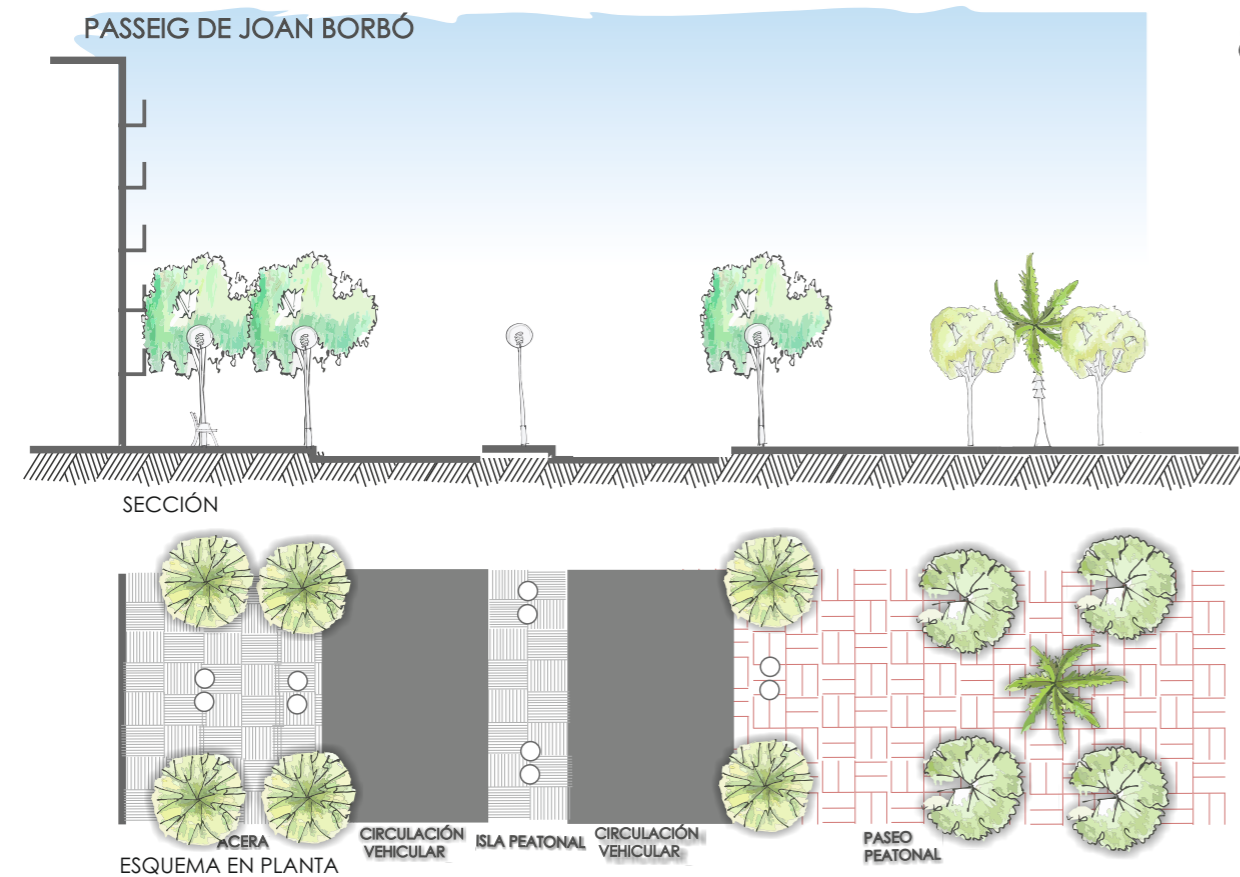 PASSEIG DE JOAN BORBÓ
SECCIÓN
ACERA
CIRCULACIÓN
VEHICULAR
ISLA PEATONAL
CIRCULACIÓN
VEHICULAR
PASEO
PEATONAL
ESQUEMA EN PLANTA